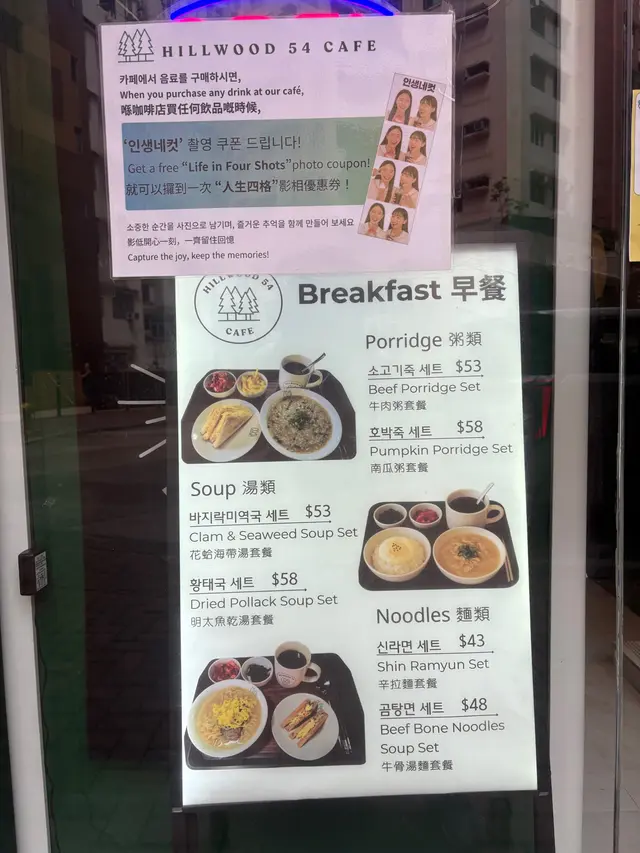 HILLWOOD 54 CAFE
카페에서 음료를 구매하시면,
When you purchase any drink at our café,
喺咖啡店買任何飲品嘅時候,
인생네컷
‘인생네컷’ 촬영 쿠폰 드립니다!
Get a free “Life in Four Shots”photo coupon!
就可以攞到一次 “人生四格”影相優惠券！
소중한 순간을 사진으로 남기며, 즐거운 추억을 함께 만들어 보세요
影低開心一刻，一齊留住回憶
Capture the joy, keep the memories!
HILLWOOD 54
CAFE
Breakfast 早餐
Porridge 粥類
소고기죽 세트 $53
Beef Porridge Set
牛肉粥套餐
호박죽 세트 $58
Pumpkin Porridge Set
南瓜粥套餐
Soup 湯類
바지락미역국 세트 $53
Clam & Seaweed Soup Set
花蛤海帶湯套餐
황태국 세트 $58
Dried Pollack Soup Set
明太魚乾湯套餐
Noodles 麵類
신라면 세트 $43
Shin Ramyun Set
辛拉麵套餐
곰탕면 세트 $48
Beef Bone Noodles
Soup Set
牛骨湯麵套餐